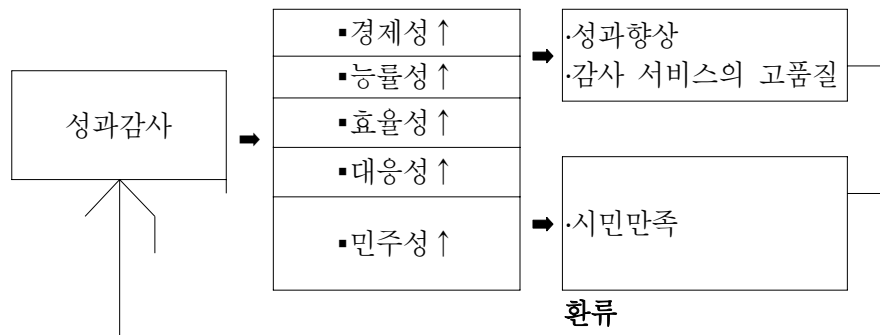 성과감사
▪경제성↑
▪능률성↑
▪효율성↑
▪대응성↑
▪민주성↑
·성과향상
·감사 서비스의 고품질
·시민만족
환류